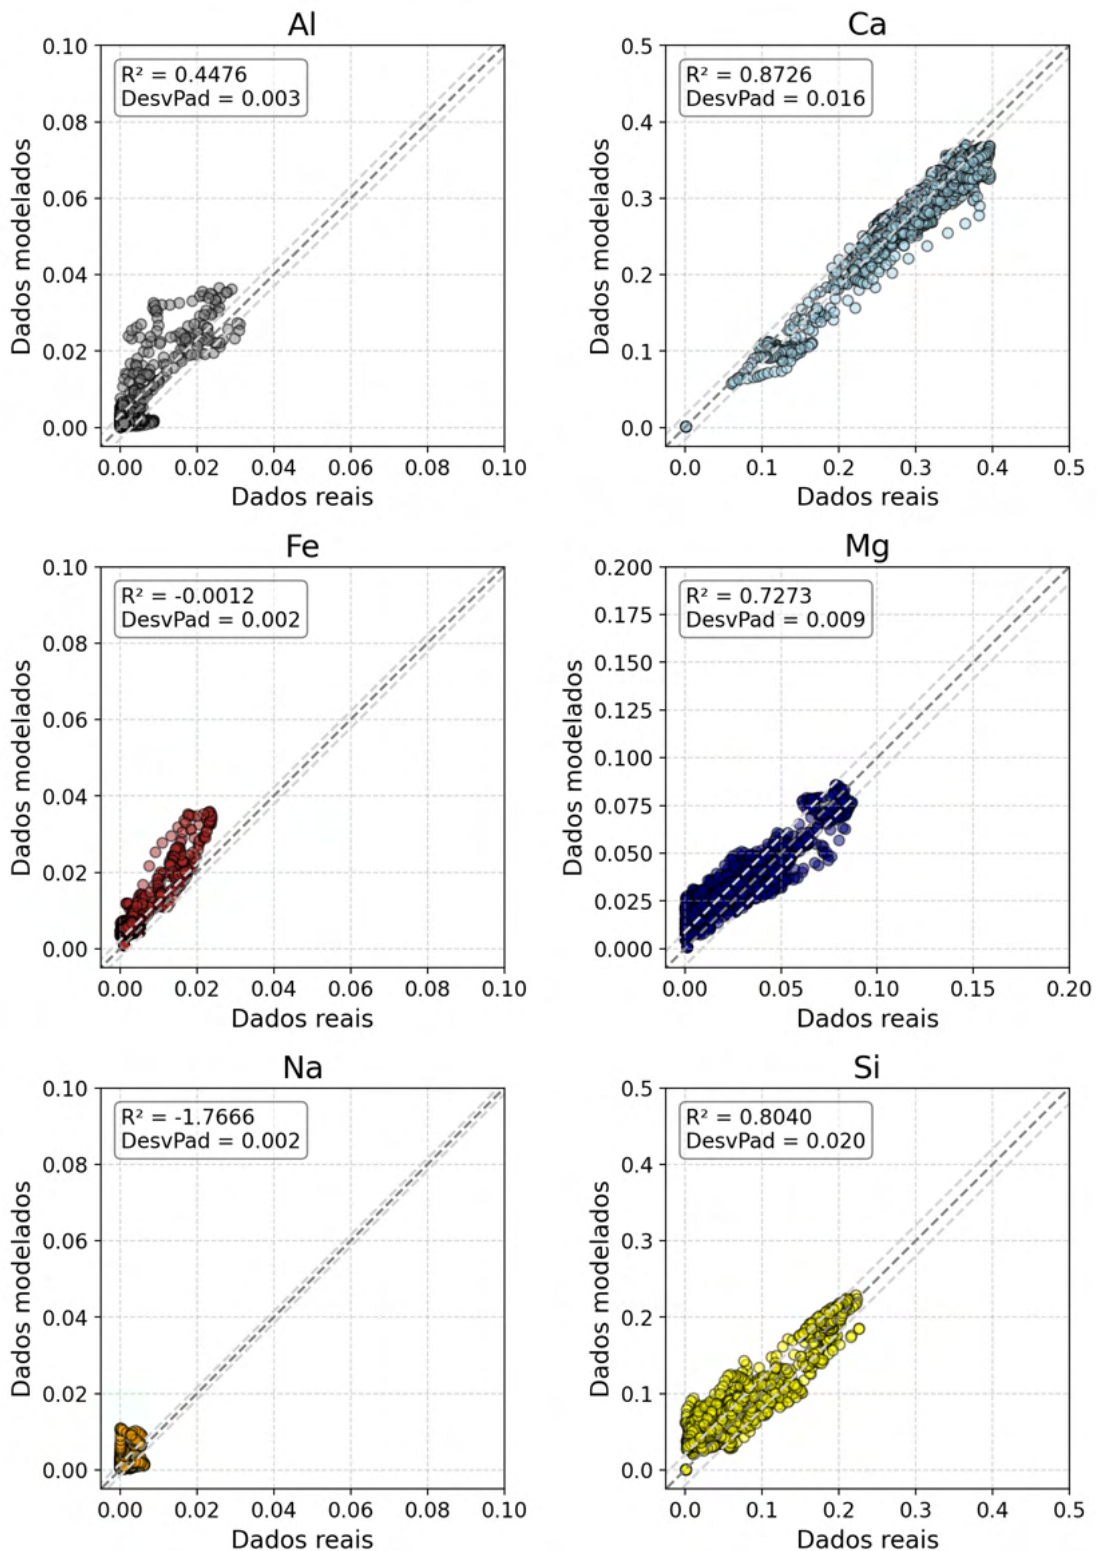 Al
R² = 0.4476
DesvPad = 0.003
0.10
0.08
0.06
0.04
0.02
0.00
Dados modelados
0.00 0.02 0.04 0.06 0.08 0.10
Dados reais
Ca
R² = 0.8726
DesvPad = 0.016
0.5
0.4
0.3
0.2
0.1
0.0
Dados modelados
0.0 0.1 0.2 0.3 0.4 0.5
Dados reais
Fe
R² = -0.0012
DesvPad = 0.002
0.10
0.08
0.06
0.04
0.02
0.00
Dados modelados
0.00 0.02 0.04 0.06 0.08 0.10
Dados reais
Mg
R² = 0.7273
DesvPad = 0.009
0.200
0.175
0.150
0.125
0.100
0.075
0.050
0.025
0.000
Dados modelados
0.00 0.05 0.10 0.15 0.20
Dados reais
Na
R² = -1.7666
DesvPad = 0.002
0.10
0.08
0.06
0.04
0.02
0.00
Dados modelados
0.00 0.02 0.04 0.06 0.08 0.10
Dados reais
Si
R² = 0.8040
DesvPad = 0.020
0.5
0.4
0.3
0.2
0.1
0.0
Dados modelados
0.0 0.1 0.2 0.3 0.4 0.5
Dados reais